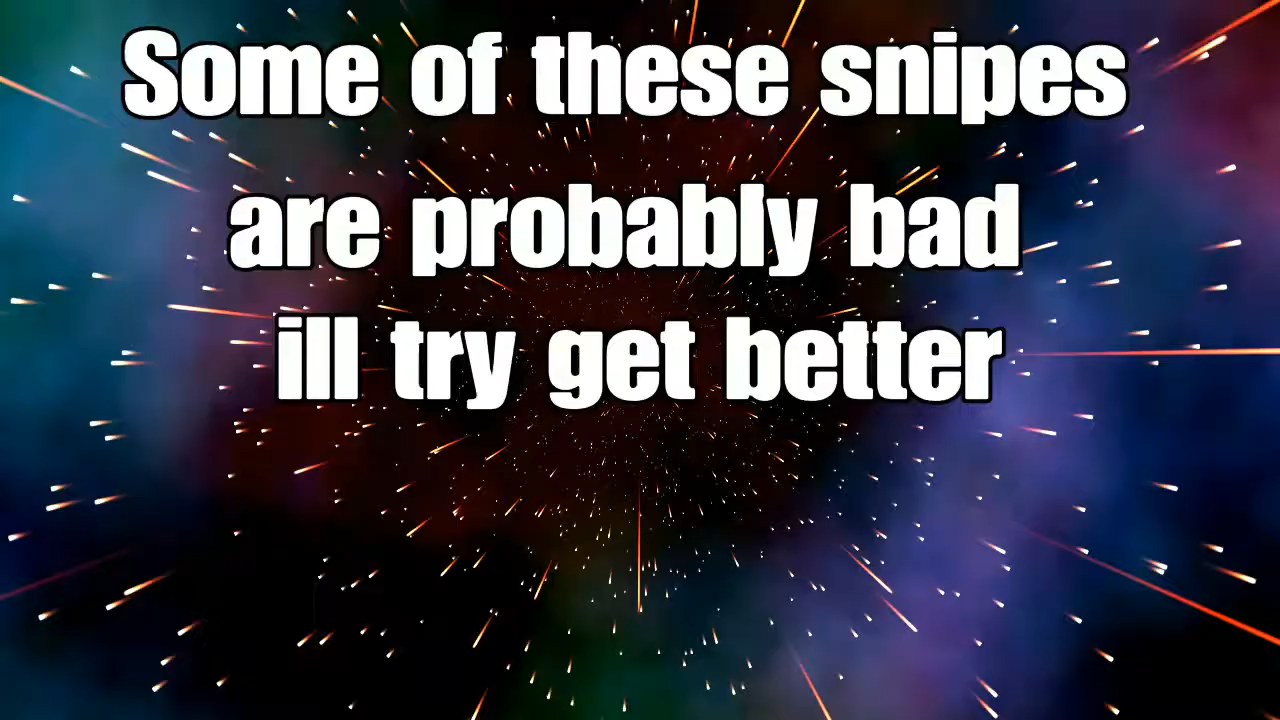 Some of these snipes
are probably bad
ill try get better